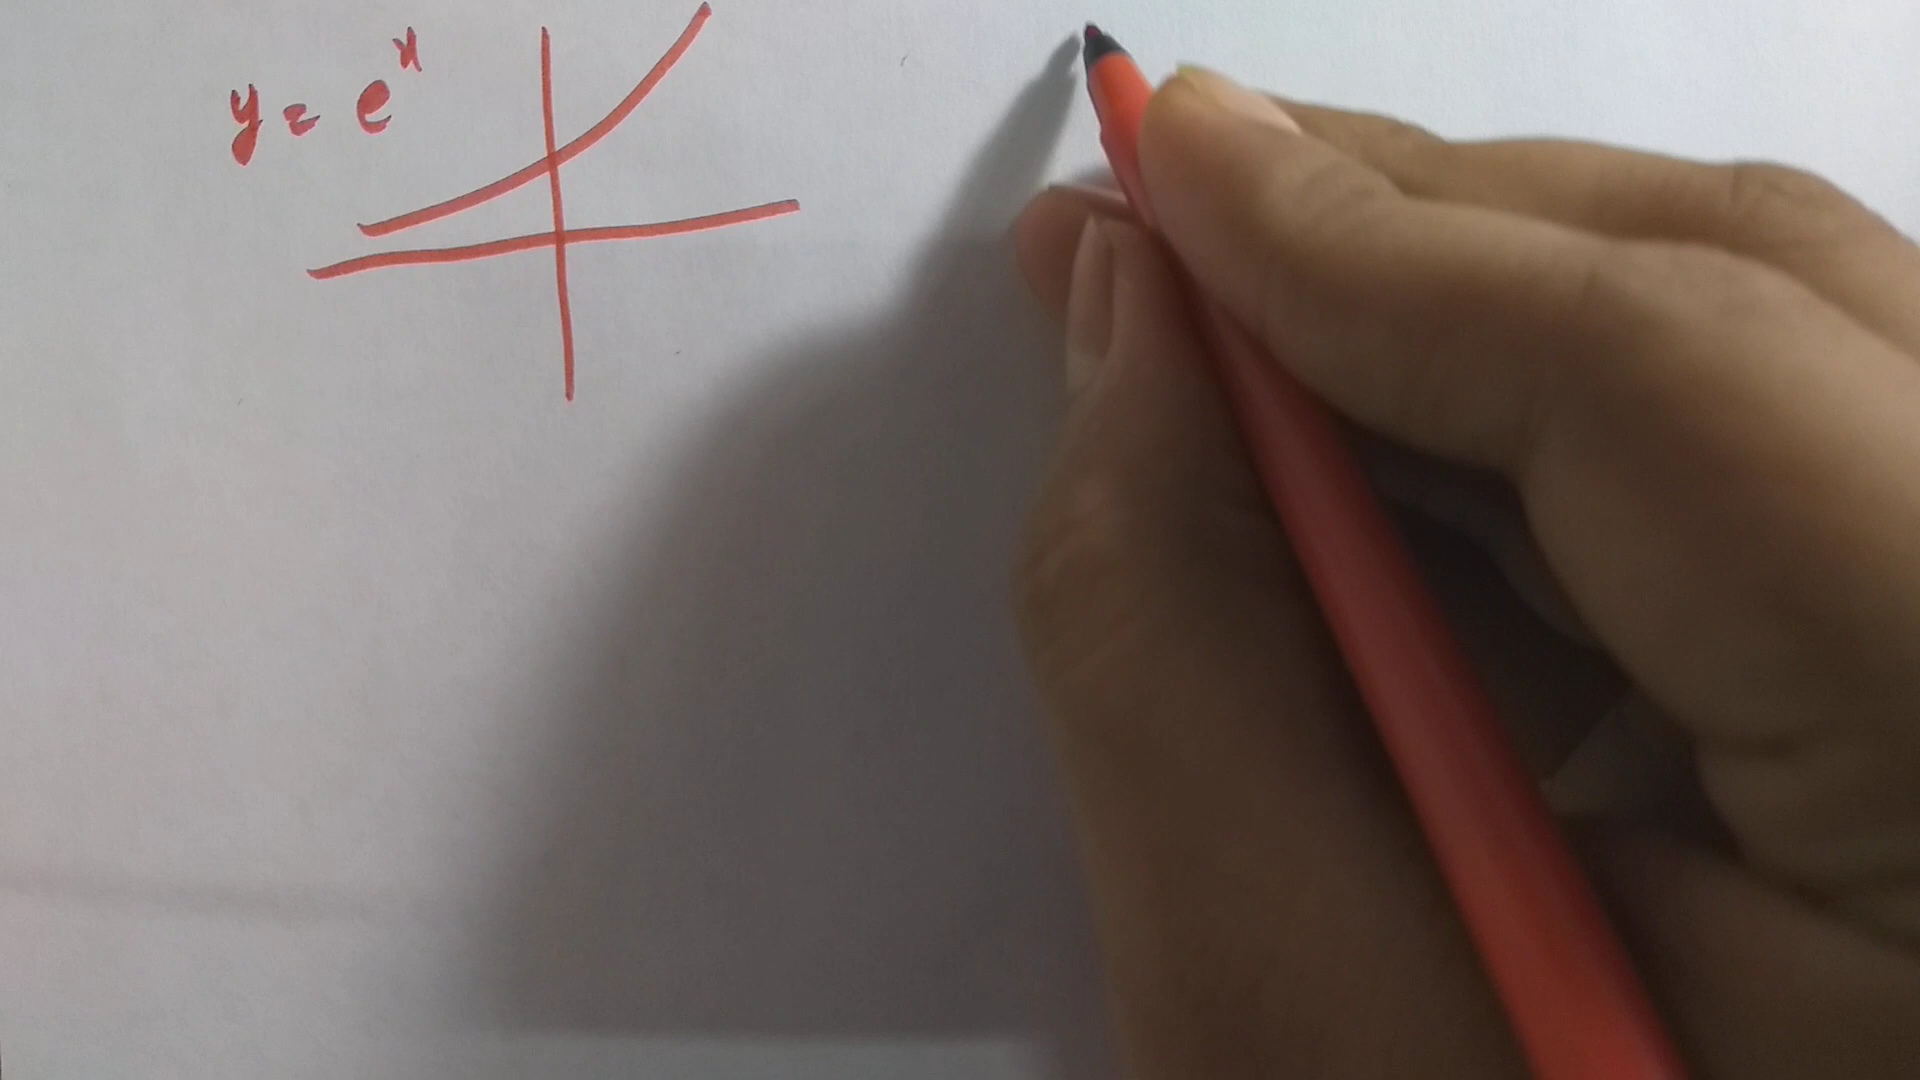 y = e^x